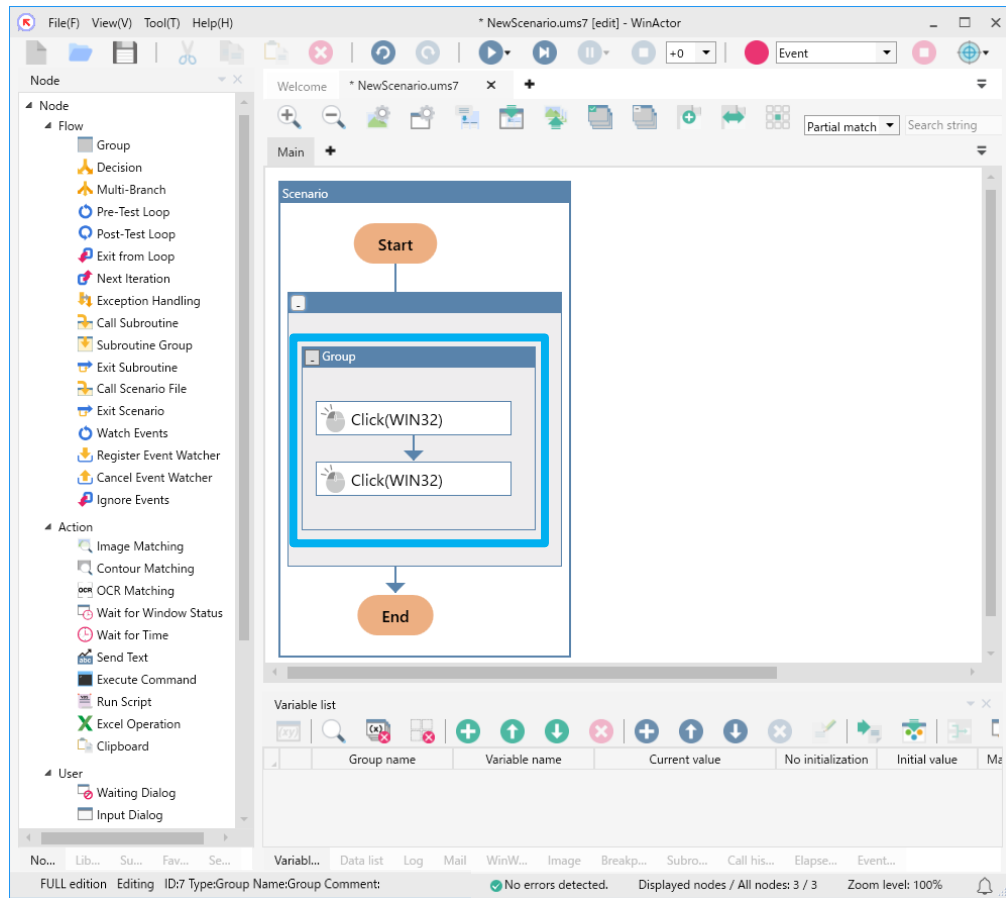 File(F) View(V) Tool(T) Help(H) * NewScenario.ums7 [edit] - WinActor
+0 Event
Node
Welcome * NewScenario.ums7
Partial match Search string
Main
Node
Flow
Group
Decision
Multi-Branch
Pre-Test Loop
Post-Test Loop
Exit from Loop
Next Iteration
Exception Handling
Call Subroutine
Subroutine Group
Exit Subroutine
Call Scenario File
Exit Scenario
Watch Events
Register Event Watcher
Cancel Event Watcher
Ignore Events
Action
Image Matching
Contour Matching
OCR OCR Matching
Wait for Window Status
Wait for Time
abc Send Text
Execute Command
Run Script
Excel Operation
Clipboard
User
Waiting Dialog
Input Dialog
No... Lib... Su... Fav... Se...
Scenario
Start
Group
Click(WIN32)
Click(WIN32)
End
Variable list
Group name Variable name Current value No initialization Initial value Ma
Variabl... Data list Log Mail WinW... Image Breakp... Subro... Call his... Elapse... Event...
FULL edition Editing ID:7 Type:Group Name:Group Comment: No errors detected. Displayed nodes / All nodes: 3 / 3 Zoom level: 100%